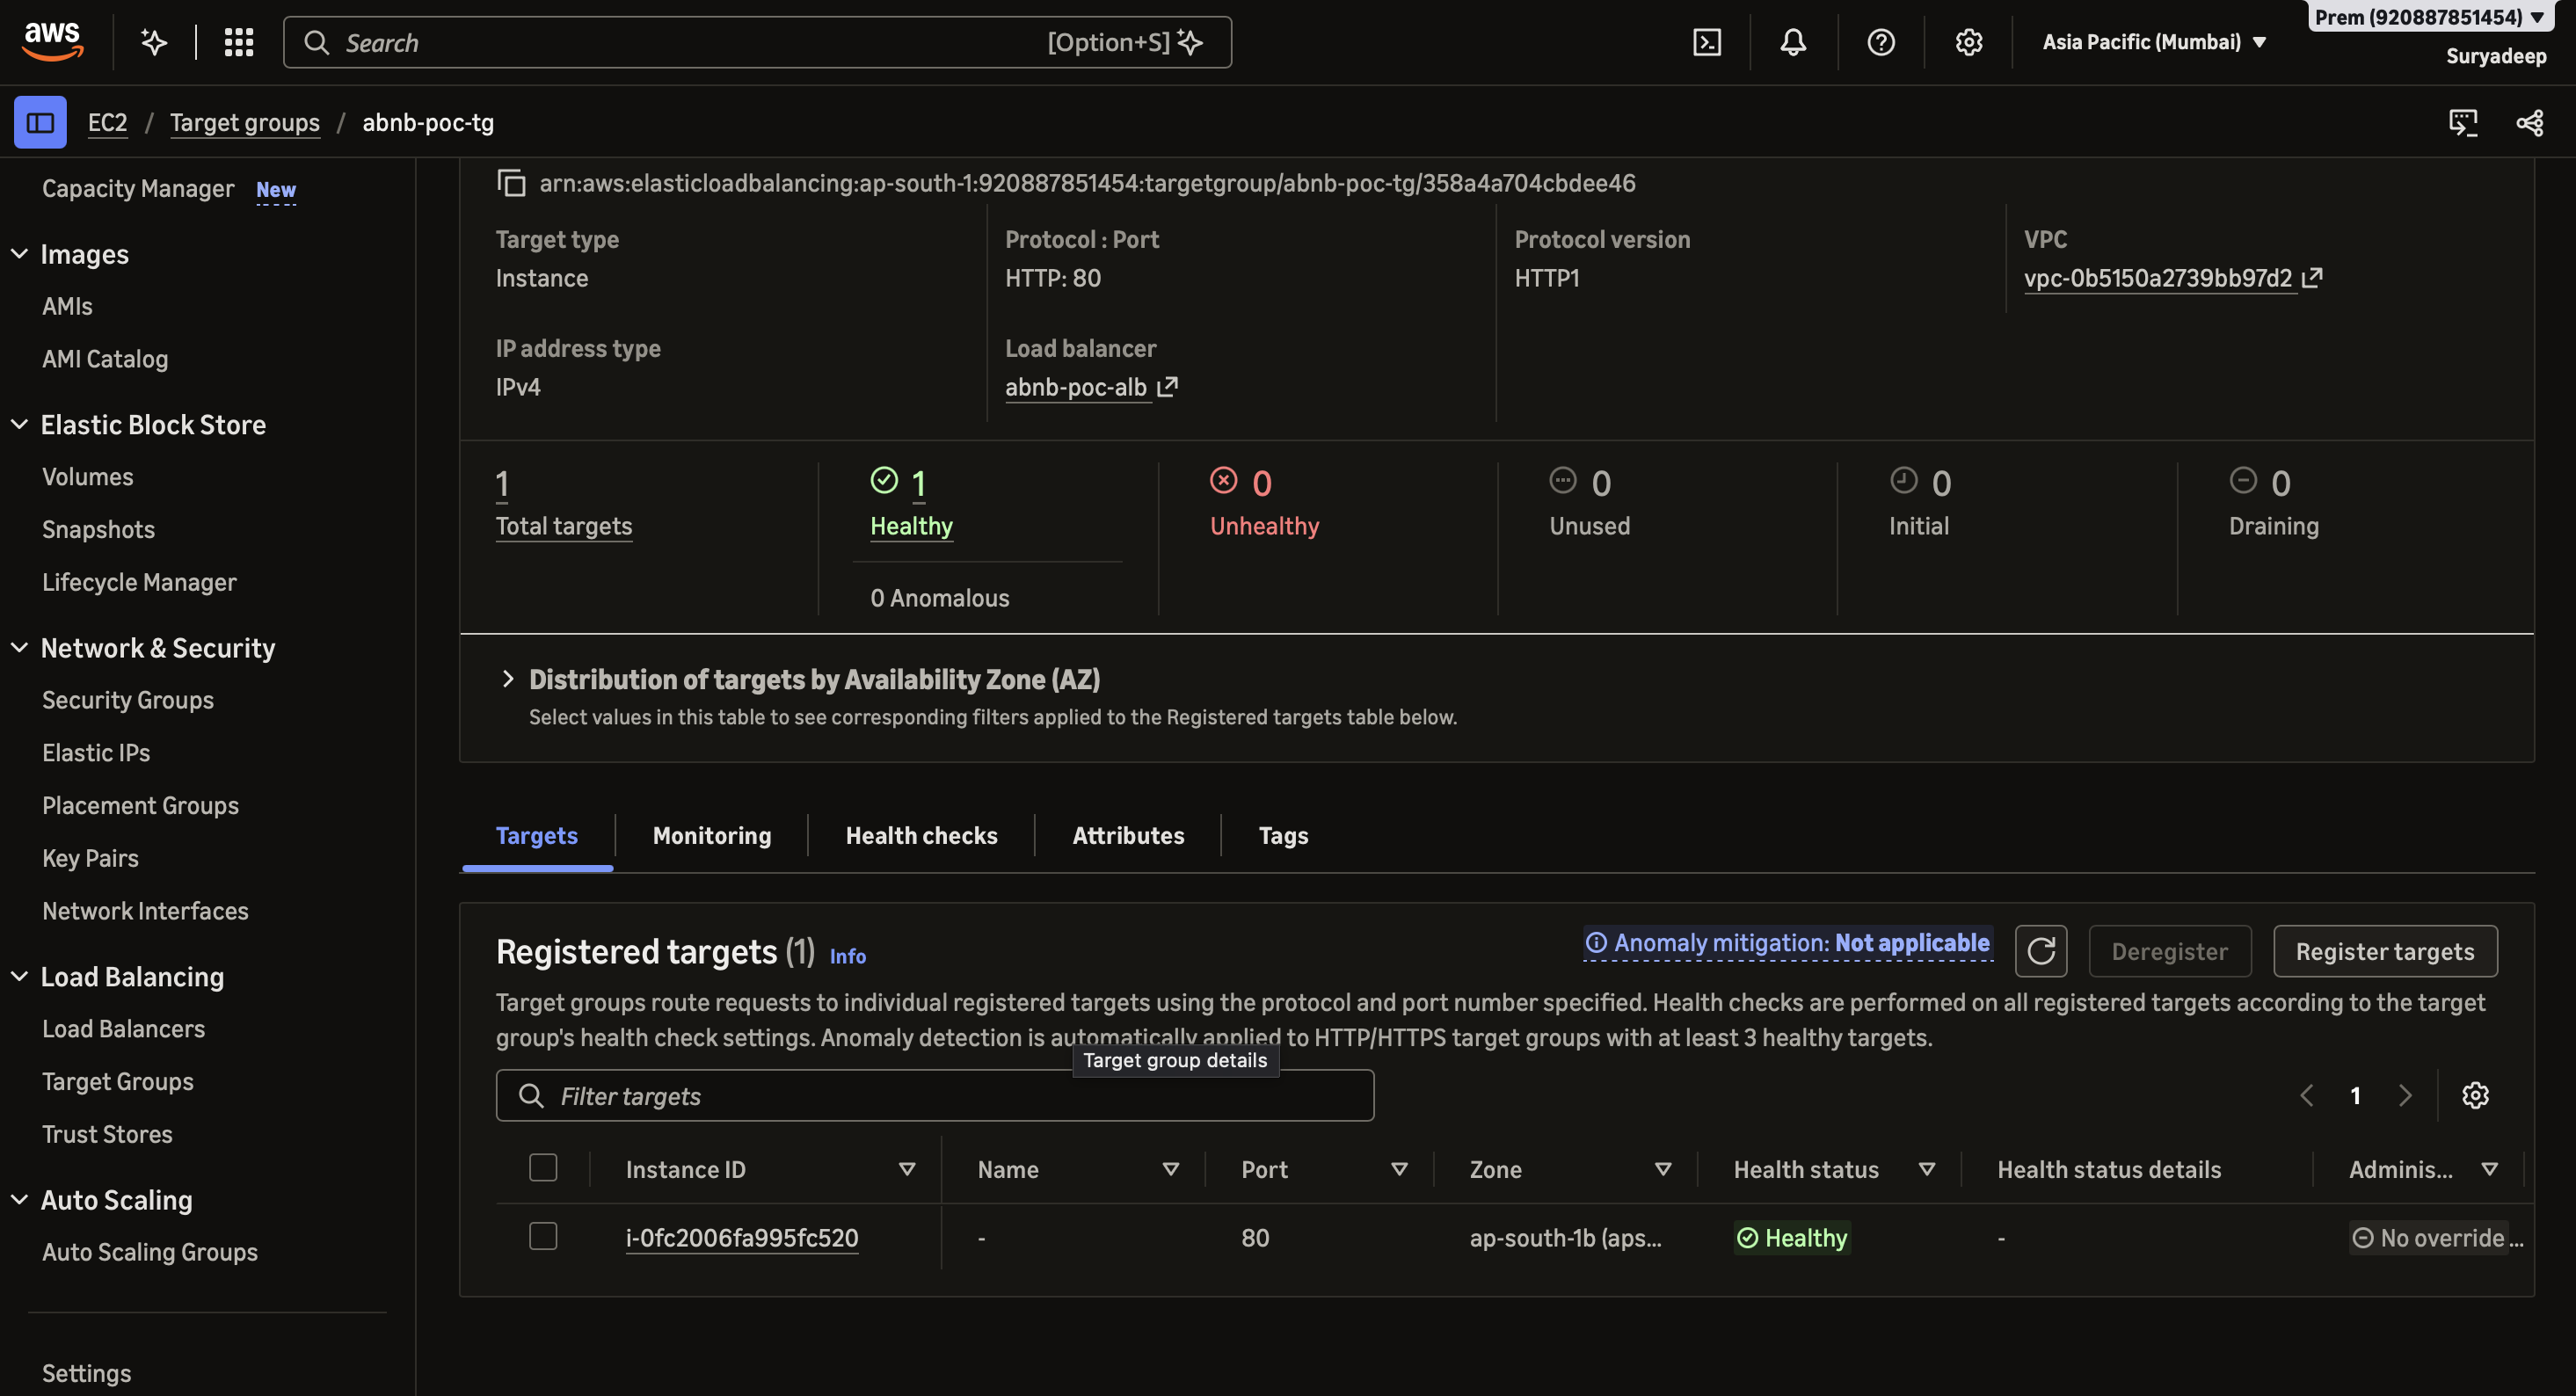 aws
Search
[Option+S]
Asia Pacific (Mumbai)
Prem (920887851454)
Suryadeep
EC2 / Target groups / abnb-poc-tg
Capacity Manager New
Images
AMIs
AMI Catalog
Elastic Block Store
Volumes
Snapshots
Lifecycle Manager
Network & Security
Security Groups
Elastic IPs
Placement Groups
Key Pairs
Network Interfaces
Load Balancing
Load Balancers
Target Groups
Trust Stores
Auto Scaling
Auto Scaling Groups
Settings
arn:aws:elasticloadbalancing:ap-south-1:920887851454:targetgroup/abnb-poc-tg/358a4a704cbdee46
Target type
Instance
Protocol : Port
HTTP: 80
Protocol version
HTTP1
VPC
vpc-0b5150a2739bb97d2
IP address type
IPv4
Load balancer
abnb-poc-alb
1
Total targets
1
Healthy
0 Anomalous
0
Unhealthy
0
Unused
0
Initial
0
Draining
Distribution of targets by Availability Zone (AZ)
Select values in this table to see corresponding filters applied to the Registered targets table below.
Targets
Monitoring
Health checks
Attributes
Tags
Registered targets (1) Info
Anomaly mitigation: Not applicable
Deregister
Register targets
Target groups route requests to individual registered targets using the protocol and port number specified. Health checks are performed on all registered targets according to the target
group's health check settings. Anomaly detection is automatically applied to HTTP/HTTPS target groups with at least 3 healthy targets.
Target group details
Filter targets
1
Instance ID Name Port Zone Health status Health status details Adminis...
i-0fc2006fa995fc520 - 80 ap-south-1b (aps... Healthy - No override ...